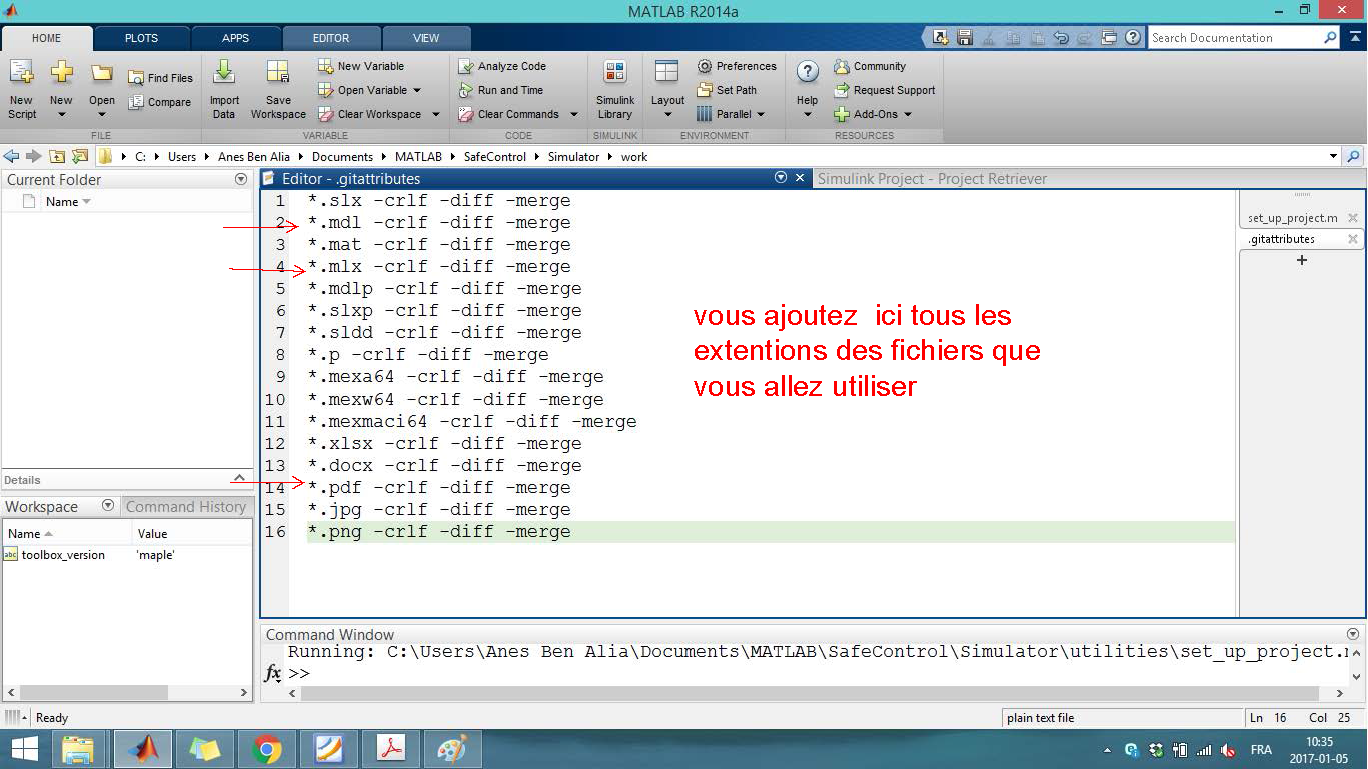 MATLAB R2014a
HOME PLOTS APPS EDITOR VIEW Search Documentation
New Script
New
Open
Find Files
Compare
FILE
Import Data
Save Workspace
New Variable
Open Variable
Clear Workspace
VARIABLE
Analyze Code
Run and Time
Clear Commands
CODE
Simulink Library
SIMULINK
Layout
Preferences
Set Path
Parallel
ENVIRONMENT
Help
Community
Request Support
Add-Ons
RESOURCES
C: Users Anes Ben Alia Documents MATLAB SafeControl Simulator work
Current Folder
Name
Details
Workspace Command History
Name Value
abc toolbox_version 'maple'
Editor - .gitattributes Simulink Project - Project Retriever
1 *.slx -crlf -diff -merge
2 *.mdl -crlf -diff -merge
3 *.mat -crlf -diff -merge
4 *.mlx -crlf -diff -merge
5 *.mdlp -crlf -diff -merge
6 *.slxp -crlf -diff -merge
7 *.sldd -crlf -diff -merge
8 *.p -crlf -diff -merge
9 *.mexa64 -crlf -diff -merge
10 *.mexw64 -crlf -diff -merge
11 *.mexmaci64 -crlf -diff -merge
12 *.xlsx -crlf -diff -merge
13 *.docx -crlf -diff -merge
14 *.pdf -crlf -diff -merge
15 *.jpg -crlf -diff -merge
16 *.png -crlf -diff -merge
vous ajoutez ici tous les
extentions des fichiers que
vous allez utiliser
set_up_project.m
.gitattributes
Command Window
Running: C:\Users\Anes Ben Alia\Documents\MATLAB\SafeControl\Simulator\utilities\set_up_project.
fx >>
Ready plain text file Ln 16 Col 25
FRA 10:35
2017-01-05